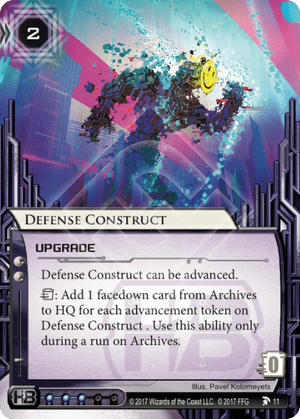 2
DEFENSE CONSTRUCT
UPGRADE
Defense Construct can be advanced.
: Add 1 facedown card from Archives
to HQ for each advancement token on
Defense Construct . Use this ability only
during a run on Archives.
0
Illus. Pavel Kolomeyets
HB
© 2017 Wizards of the Coast LLC. © 2017 FFG 11